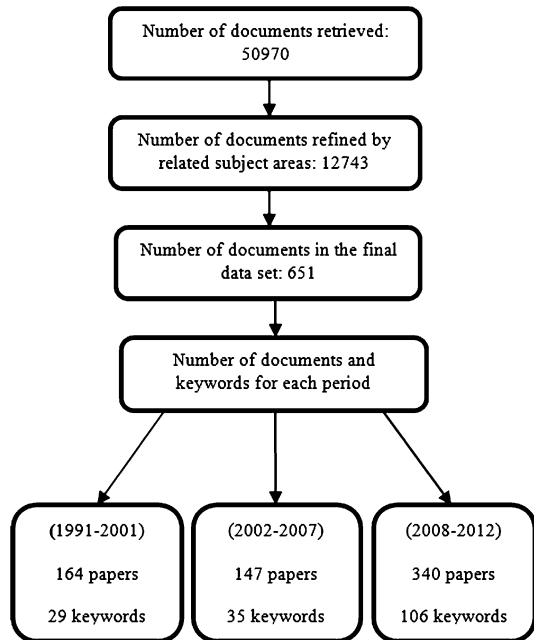 Number of documents retrieved:
50970
Number of documents refined by
related subject areas: 12743
Number of documents in the final
data set: 651
Number of documents and
keywords for each period
(1991-2001)
164 papers
29 keywords
(2002-2007)
147 papers
35 keywords
(2008-2012)
340 papers
106 keywords